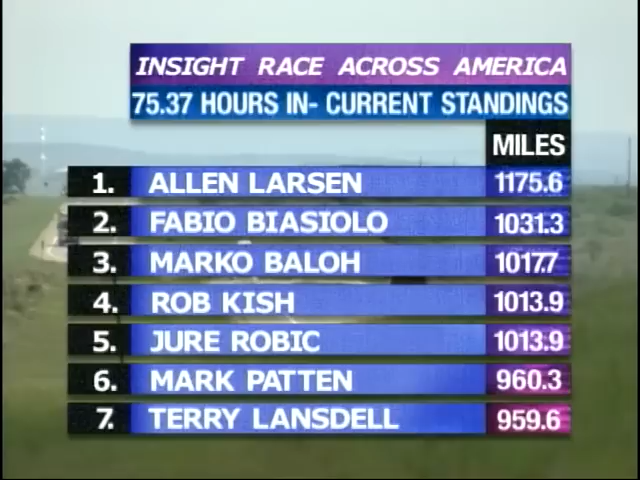 INSIGHT RACE ACROSS AMERICA
75.37 HOURS IN- CURRENT STANDINGS
MILES
1. ALLEN LARSEN 1175.6
2. FABIO BIASIOLO 1031.3
3. MARKO BALOH 1017.7
4. ROB KISH 1013.9
5. JURE ROBIC 1013.9
6. MARK PATTEN 960.3
7. TERRY LANSDELL 959.6